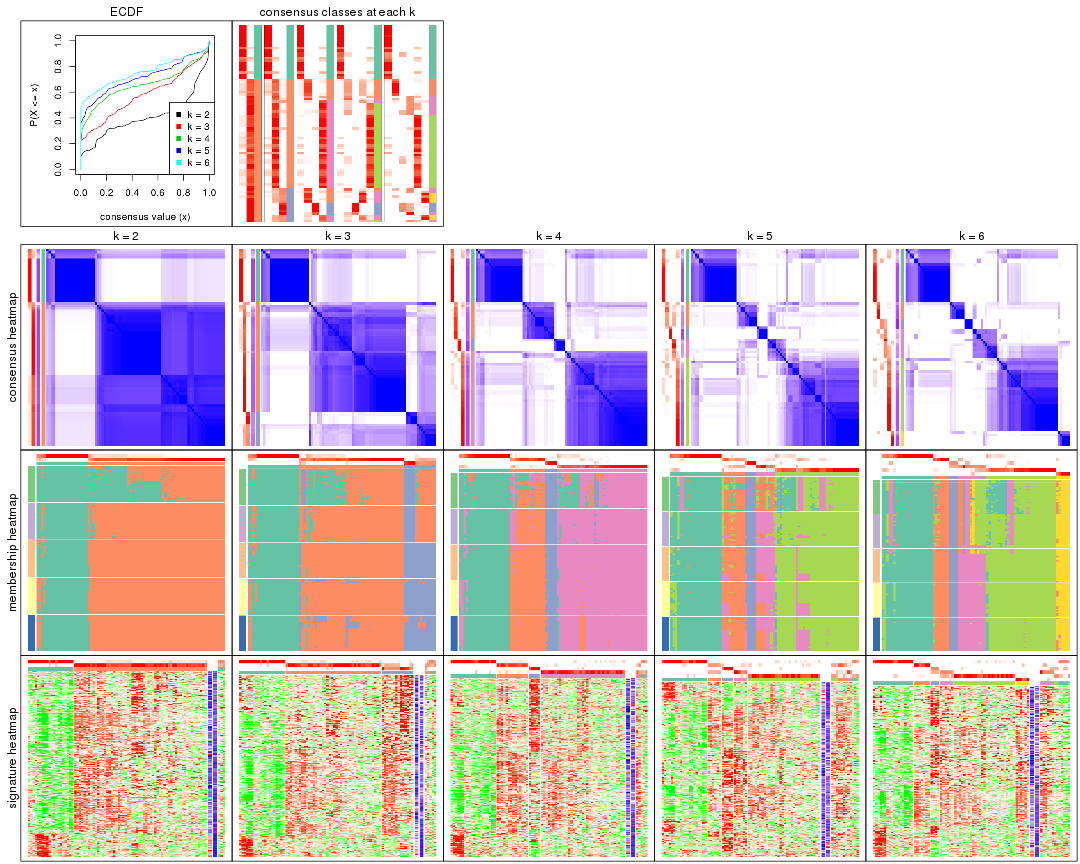 ECDF
consensus classes at each k
P(X <= x)
0.0
0.2
0.4
0.6
0.8
1.0
k = 2
k = 3
k = 4
k = 5
k = 6
0.0 0.2 0.4 0.6 0.8 1.0
consensus value (x)
k = 2
k = 3
k = 4
k = 5
k = 6
consensus heatmap
membership heatmap
signature heatmap